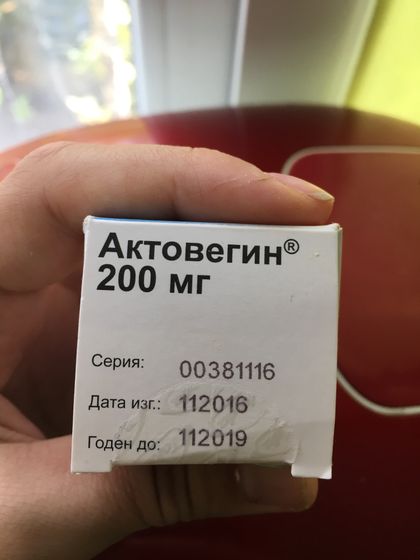 Актовегин®
200 мг
Серия: 00381116
Дата изг.: 112016
Годен до: 112019